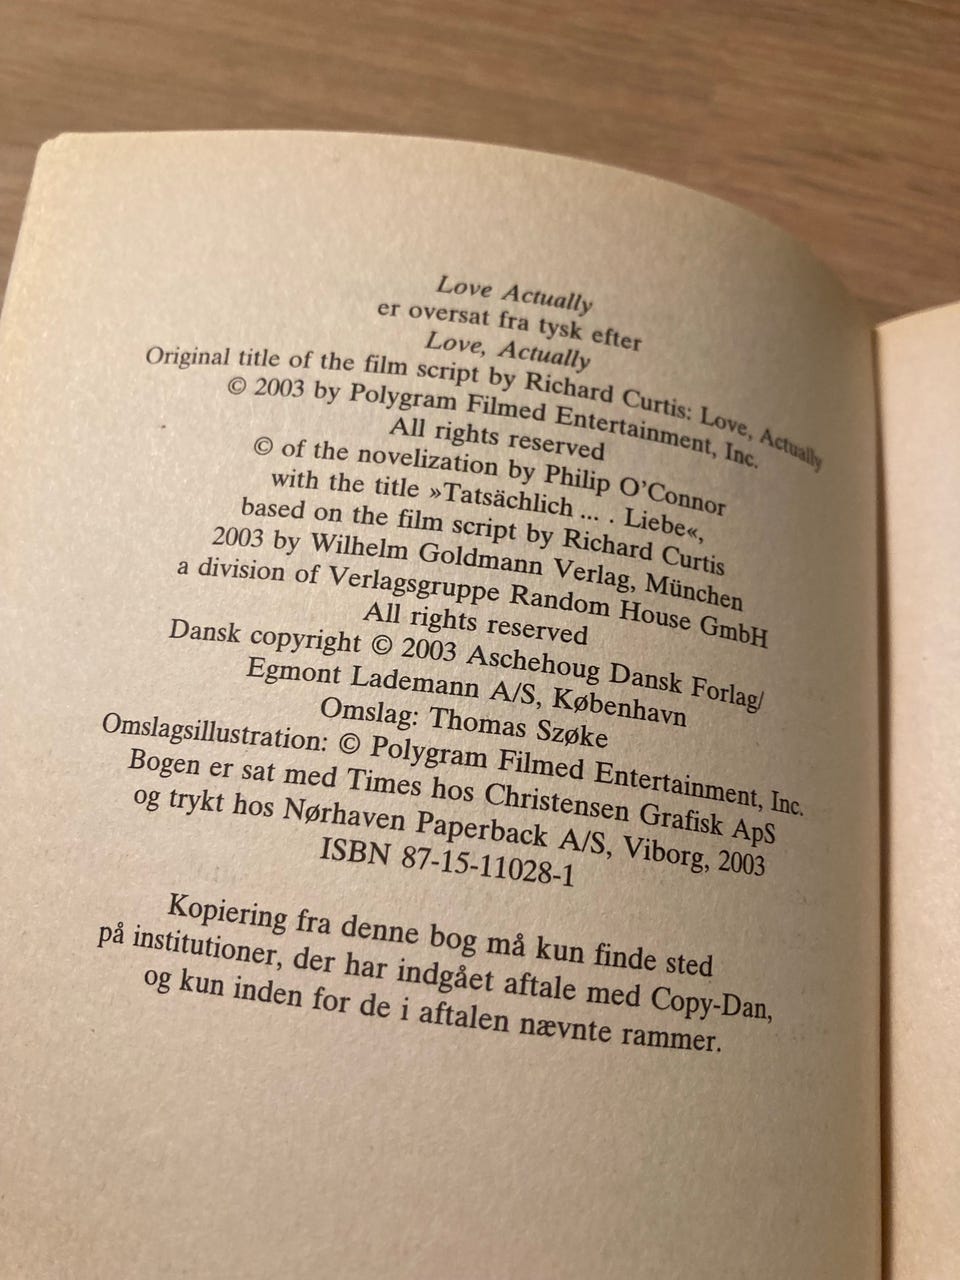 Love Actually
er oversat fra tysk efter
Love, Actually
Original title of the film script by Richard Curtis: Love, Actually
© 2003 by Polygram Filmed Entertainment, Inc.
All rights reserved
© of the novelization by Philip O'Connor
with the title »Tatsächlich ... . Liebe«,
based on the film script by Richard Curtis
2003 by Wilhelm Goldmann Verlag, München
a division of Verlagsgruppe Random House GmbH
All rights reserved
Dansk copyright © 2003 Aschehoug Dansk Forlag/
Egmont Lademann A/S, København
Omslag: Thomas Szøke
Omslagsillustration: © Polygram Filmed Entertainment, Inc.
Bogen er sat med Times hos Christensen Grafisk ApS
og trykt hos Nørhaven Paperback A/S, Viborg, 2003
ISBN 87-15-11028-1
Kopiering fra denne bog må kun finde sted
på institutioner, der har indgået aftale med Copy-Dan,
og kun inden for de i aftalen nævnte rammer.